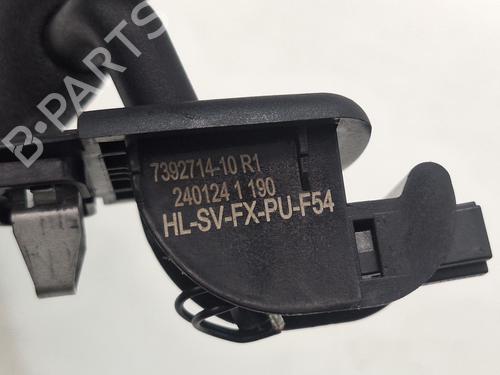 B-PARTS
7392714-10 R1
240124 1 190
HL-SV-FX-PU-F54